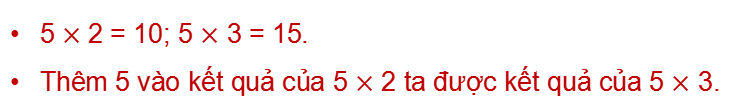 • 5 × 2 = 10; 5 × 3 = 15.
• Thêm 5 vào kết quả của 5 × 2 ta được kết quả của 5 × 3.